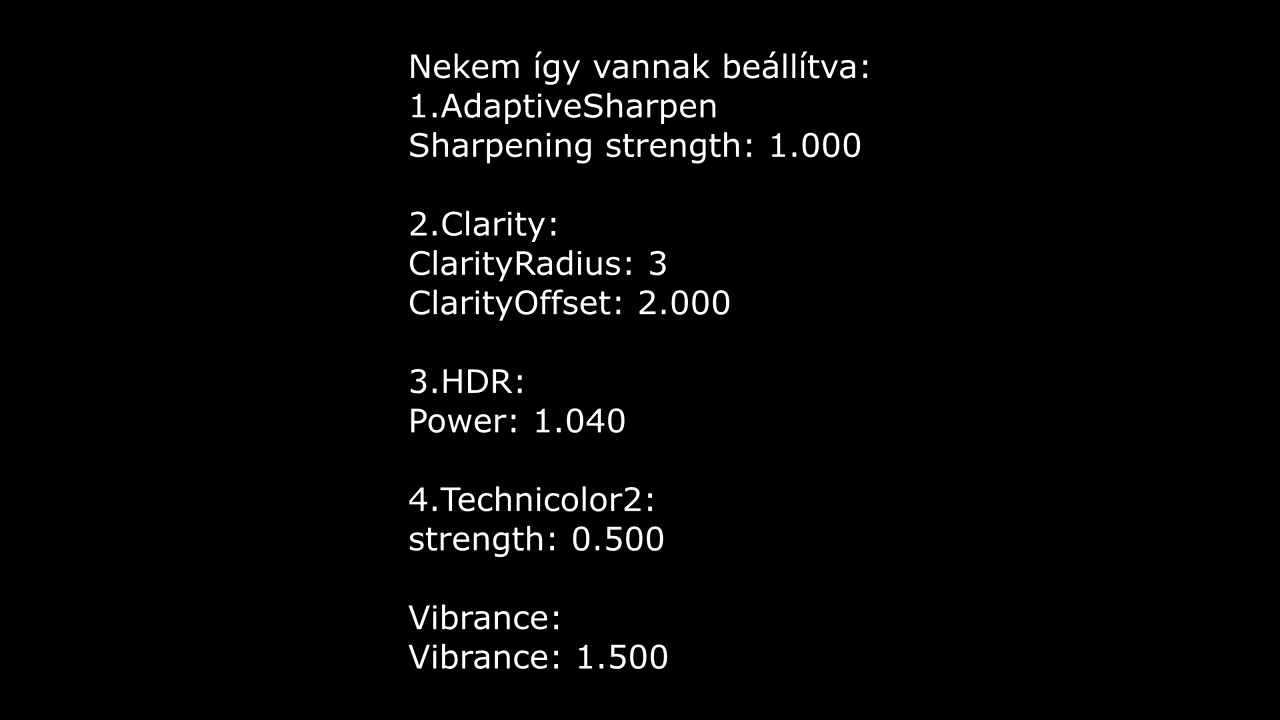 Nekem így vannak beállítva:
1.AdaptiveSharpen
Sharpening strength: 1.000
2.Clarity:
ClarityRadius: 3
ClarityOffset: 2.000
3.HDR:
Power: 1.040
4.Technicolor2:
strength: 0.500
Vibrance:
Vibrance: 1.500